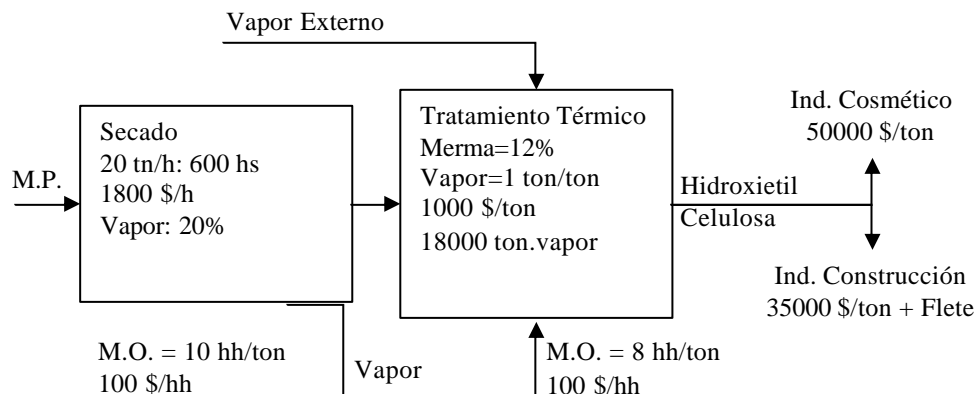 Vapor Externo
M.P.
Secado
20 tn/h: 600 hs
1800 $/h
Vapor: 20%
Tratamiento Térmico
Merma=12%
Vapor=1 ton/ton
1000 $/ton
18000 ton.vapor
Hidroxietil
Celulosa
Ind. Cosmético
50000 $/ton
Ind. Construcción
35000 $/ton + Flete
M.O. = 10 hh/ton
100 $/hh
Vapor
M.O. = 8 hh/ton
100 $/hh